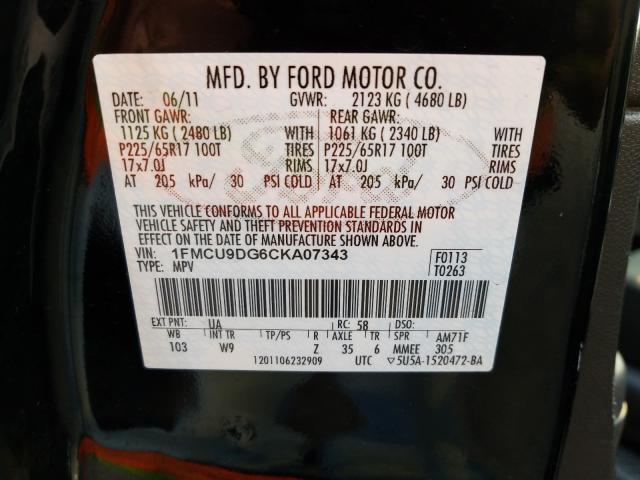 MFD. BY FORD MOTOR CO.
DATE: 06/11 GVWR: 2123 KG ( 4680 LB)
FRONT GAWR: REAR GAWR:
1125 KG ( 2480 LB) WITH 1061 KG ( 2340 LB) WITH
P225/65R17 100T TIRES P225/65R17 100T TIRES
17x7.0J RIMS 17x7.0J RIMS
AT 205 kPa/ 30 PSI COLD AT 205 kPa/ 30 PSI COLD
THIS VEHICLE CONFORMS TO ALL APPLICABLE FEDERAL MOTOR
VEHICLE SAFETY AND THEFT PREVENTION STANDARDS IN
EFFECT ON THE DATE OF MANUFACTURE SHOWN ABOVE.
VIN: 1FMCU9DG6CKA07343 F0113
TYPE: MPV T0263
EXT PNT: UA RC: 58 DSO:
WB INT TR TP/PS R AXLE TR SPR AM71F
103 W9 Z 35 6 MMEE 305
1201106232909 UTC ▽5U5A-1520472-BA